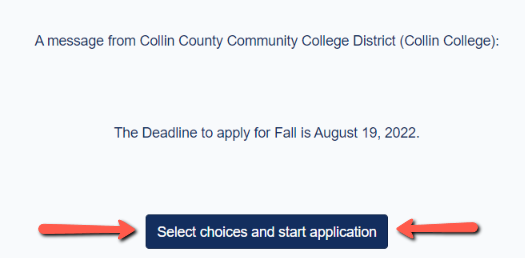 A message from Collin County Community College District (Collin College):
The Deadline to apply for Fall is August 19, 2022.
Select choices and start application